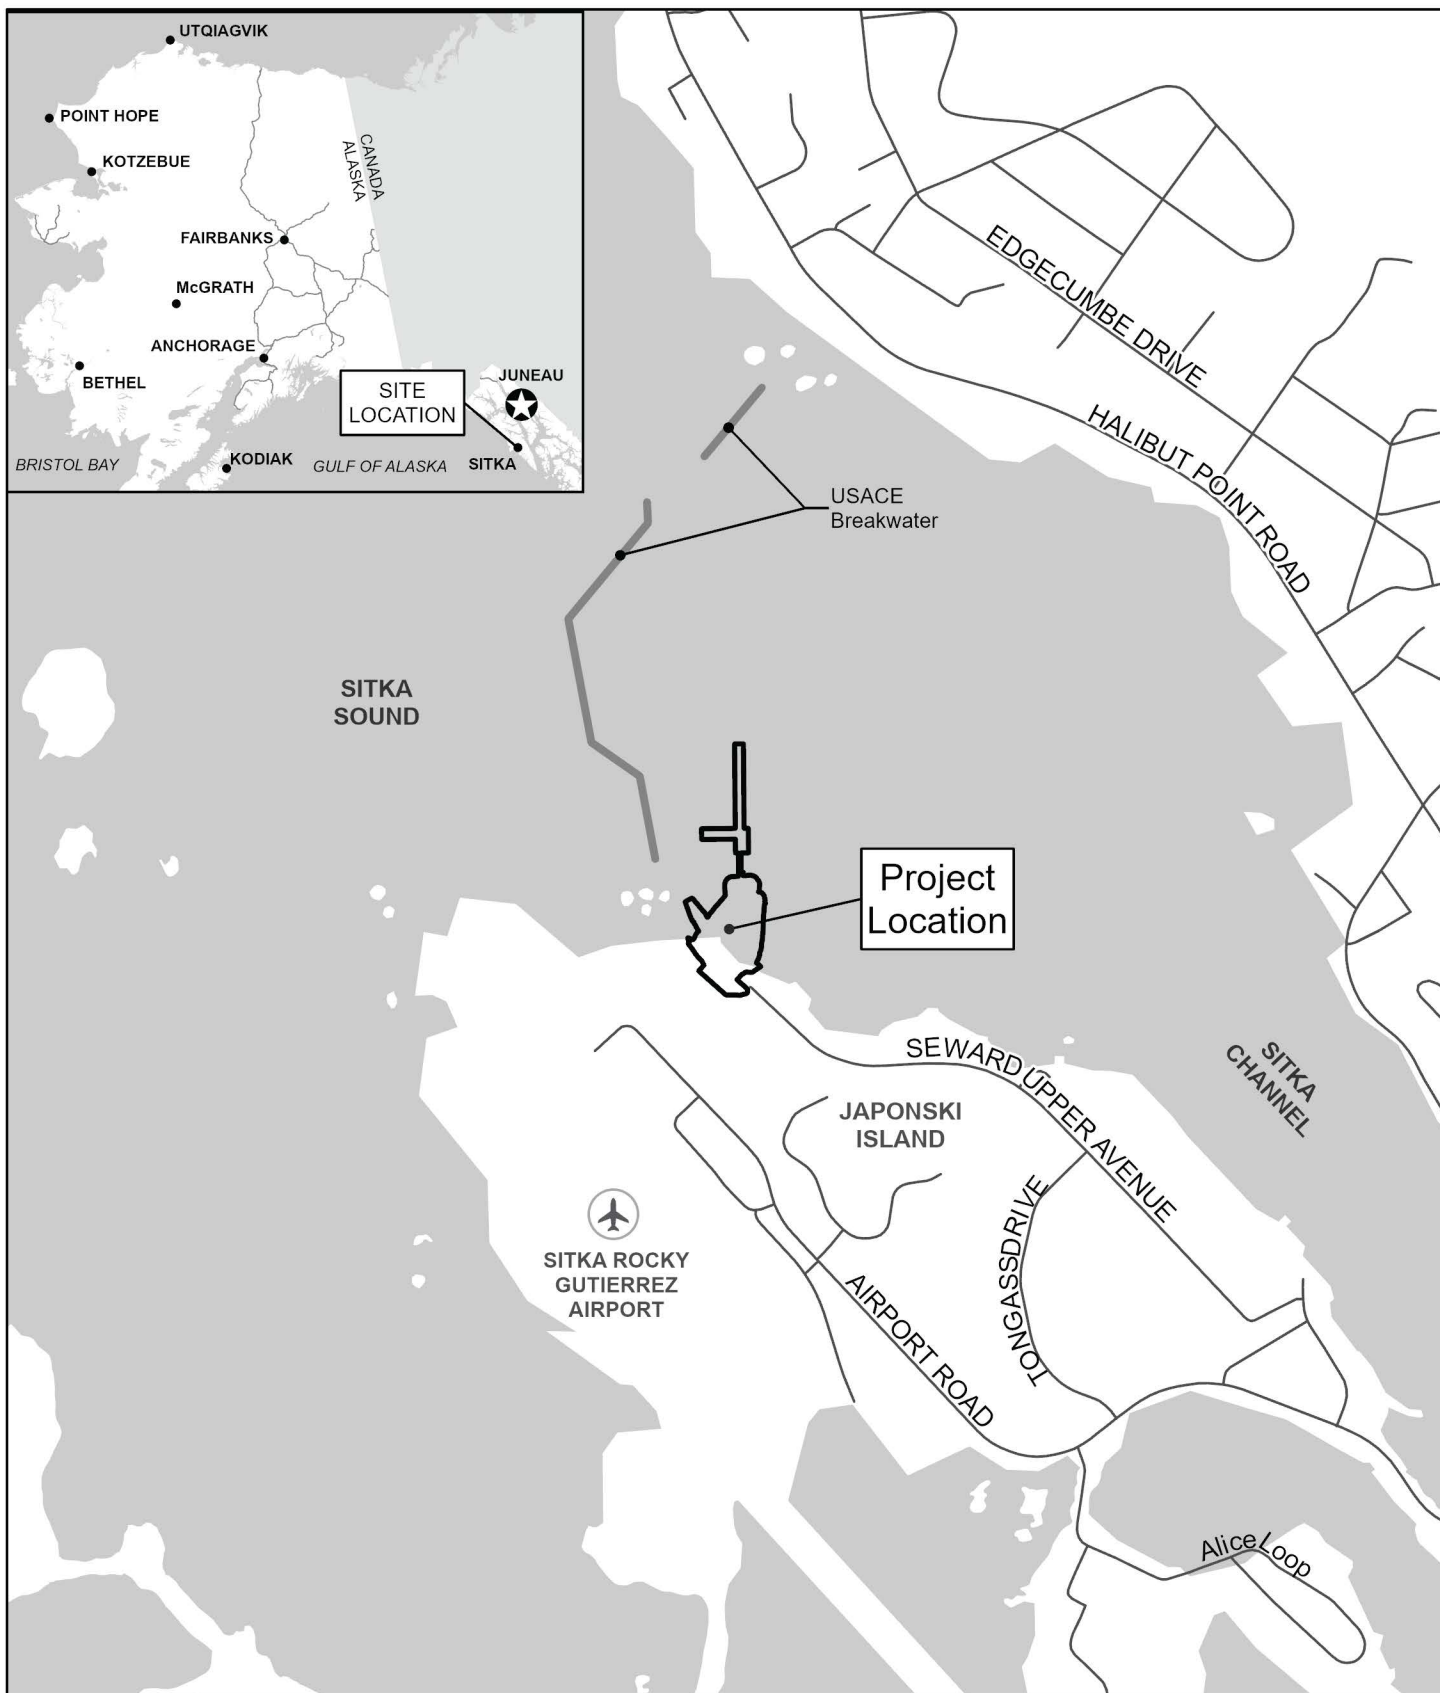 UTQIAGVIK
POINT HOPE
KOTZEBUE
CANADA
ALASKA
FAIRBANKS
McGRATH
ANCHORAGE
BETHEL
SITE
LOCATION
JUNEAU
BRISTOL BAY
KODIAK
GULF OF ALASKA
SITKA
EDGECUMBE DRIVE
HALIBUT POINT ROAD
USACE
Breakwater
SITKA
SOUND
Project
Location
SEWARD UPPER AVENUE
SITKA
CHANNEL
JAPONSKI
ISLAND
TONGASSDRIVE
SITKA ROCKY
GUTIERREZ
AIRPORT
AIRPORT ROAD
Alice Loop